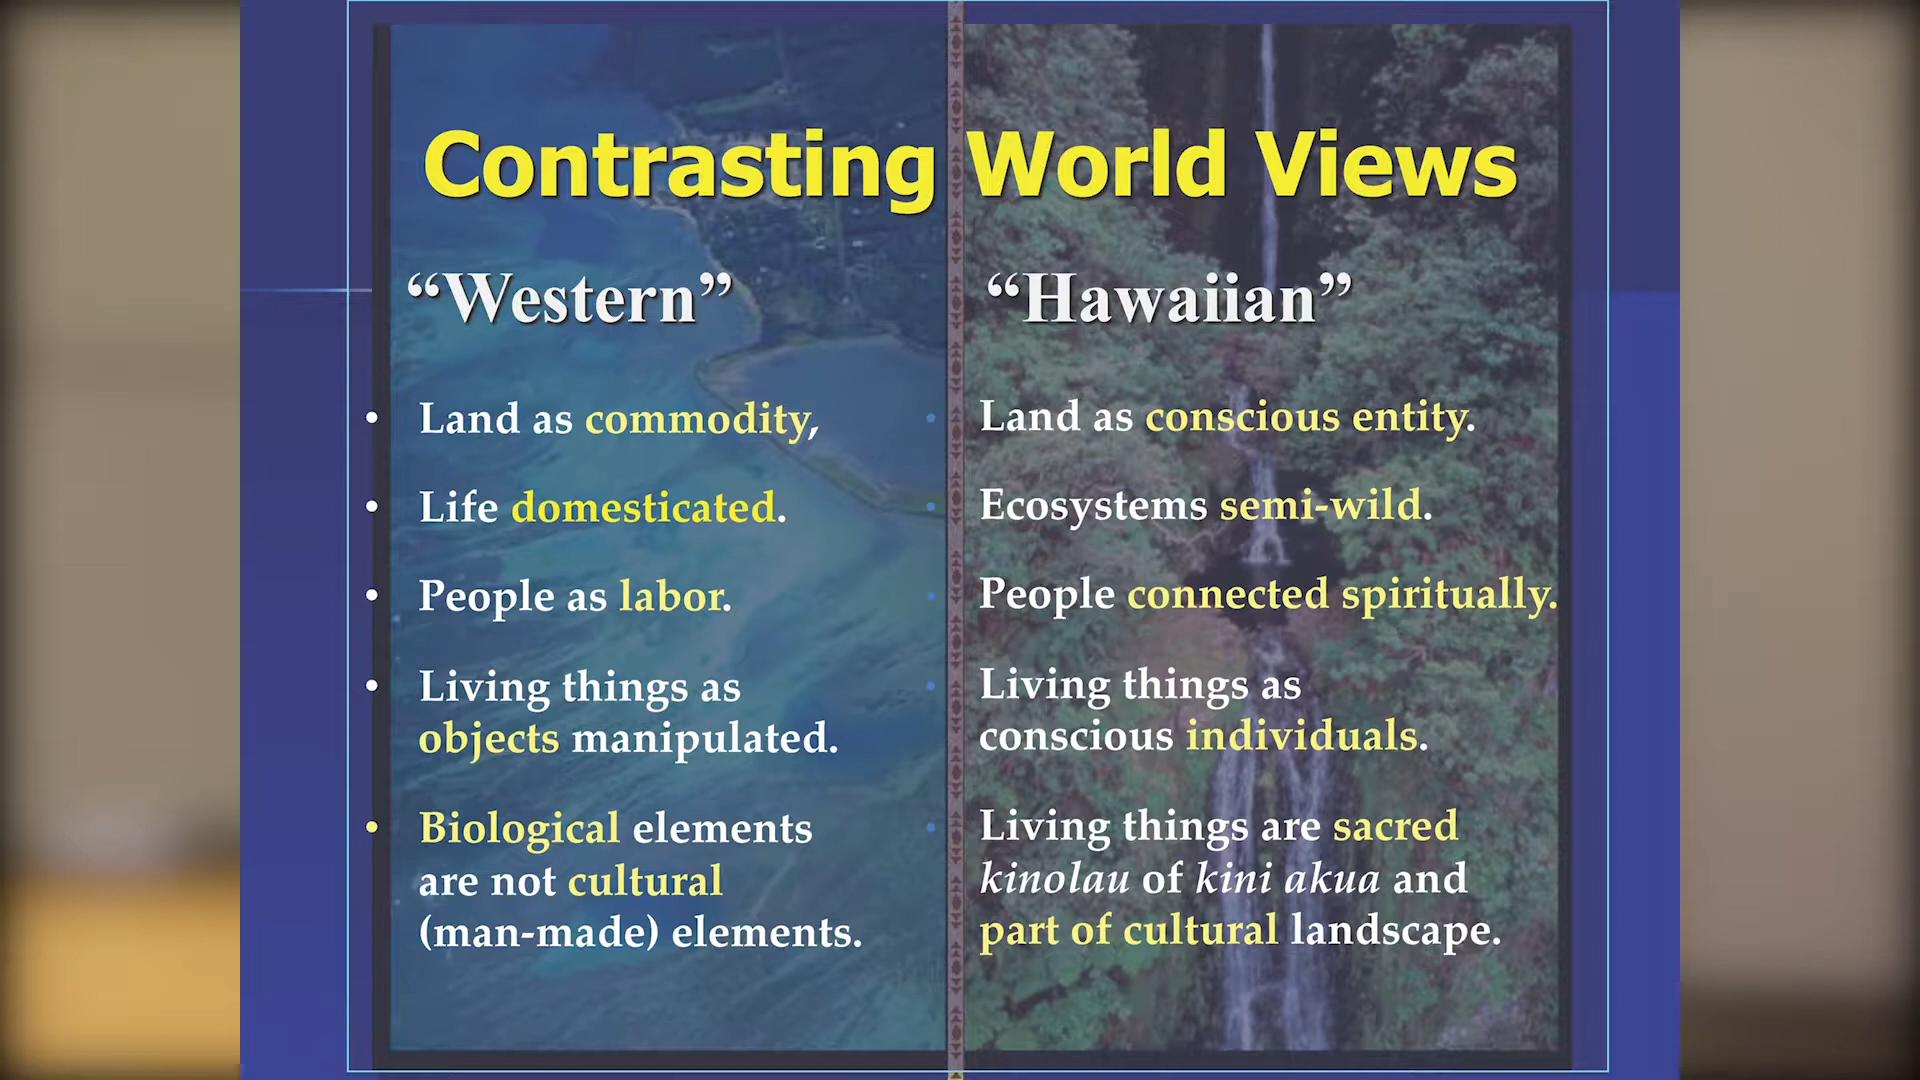 Contrasting World Views
“Western”
• Land as commodity,
• Life domesticated.
• People as labor.
• Living things as
objects manipulated.
• Biological elements
are not cultural
(man-made) elements.
“Hawaiian”
• Land as conscious entity.
• Ecosystems semi-wild.
• People connected spiritually.
• Living things as
conscious individuals.
• Living things are sacred
kinolau of kini akua and
part of cultural landscape.